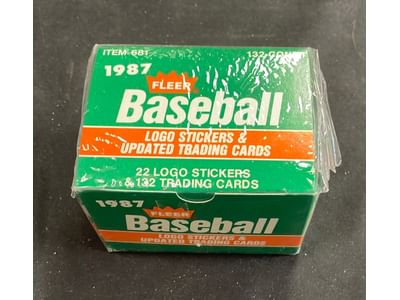 ITEM 681 132-COUNT
1987
FLEER
Baseball
LOGO STICKERS &
UPDATED TRADING CARDS
22 LOGO STICKERS
& 132 TRADING CARDS
1987
FLEER
Baseball
LOGO STICKERS &
UPDATED TRADING CARDS